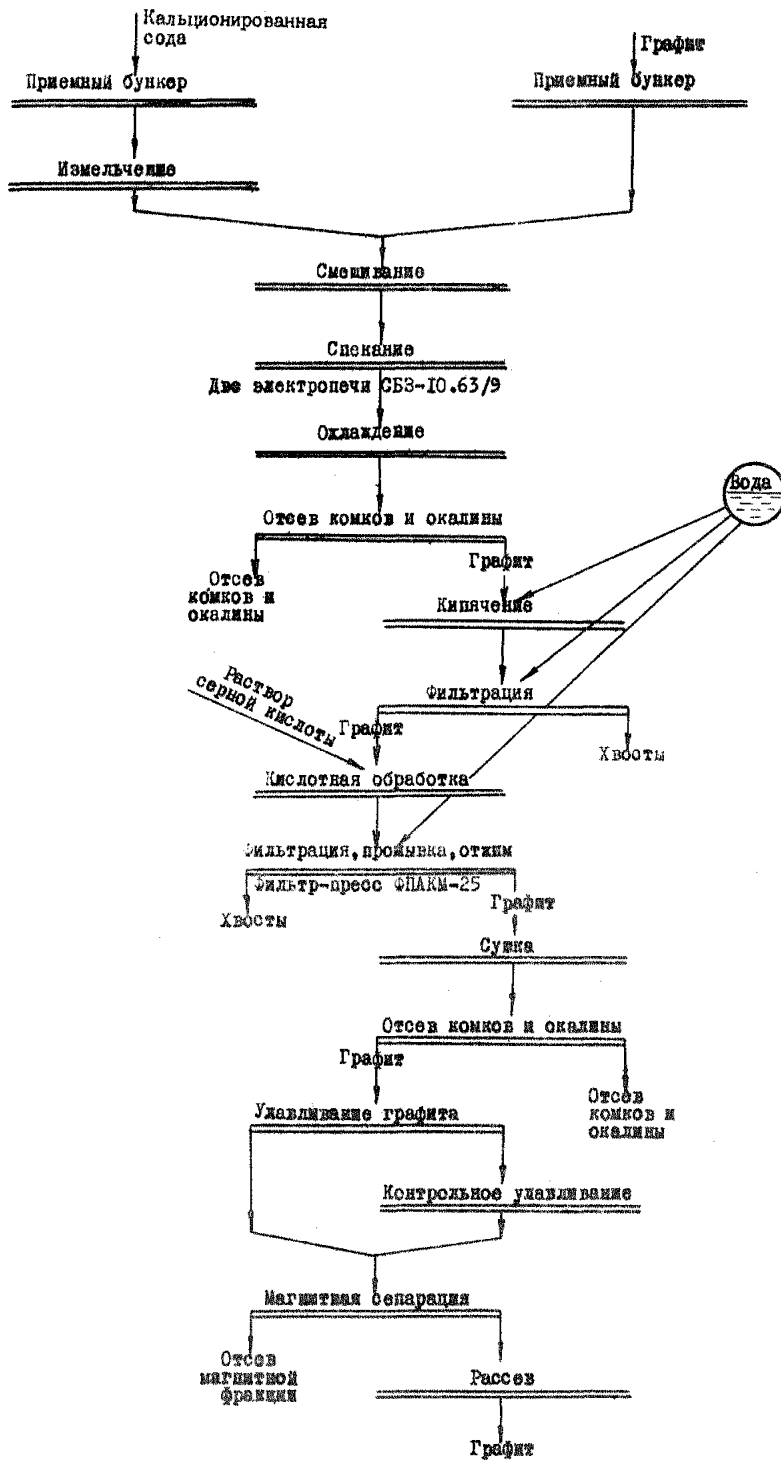 Кальционированная
сода
Графит
Приемный бункер
Приемный бункер
Измельчение
Смешивание
Спекание
Две электропечи СБЗ-10.63/9
Охлаждение
Вода
Отсев комков и окалины
Графит
Отсев
комков и
окалины
Кипячение
Раствор
серной кислоты
Фильтрация
Графит
Хвосты
Кислотная обработка
Фильтрация, промывка, отжим
Фильтр-пресс ФПАКМ-25
Графит
Хвосты
Сушка
Отсев комков и окалины
Графит
Отсев
комков и
окалины
Улавливание графита
Контрольное улавливание
Магнитная сепарация
Отсев
магнитной
фракции
Рассев
Графит